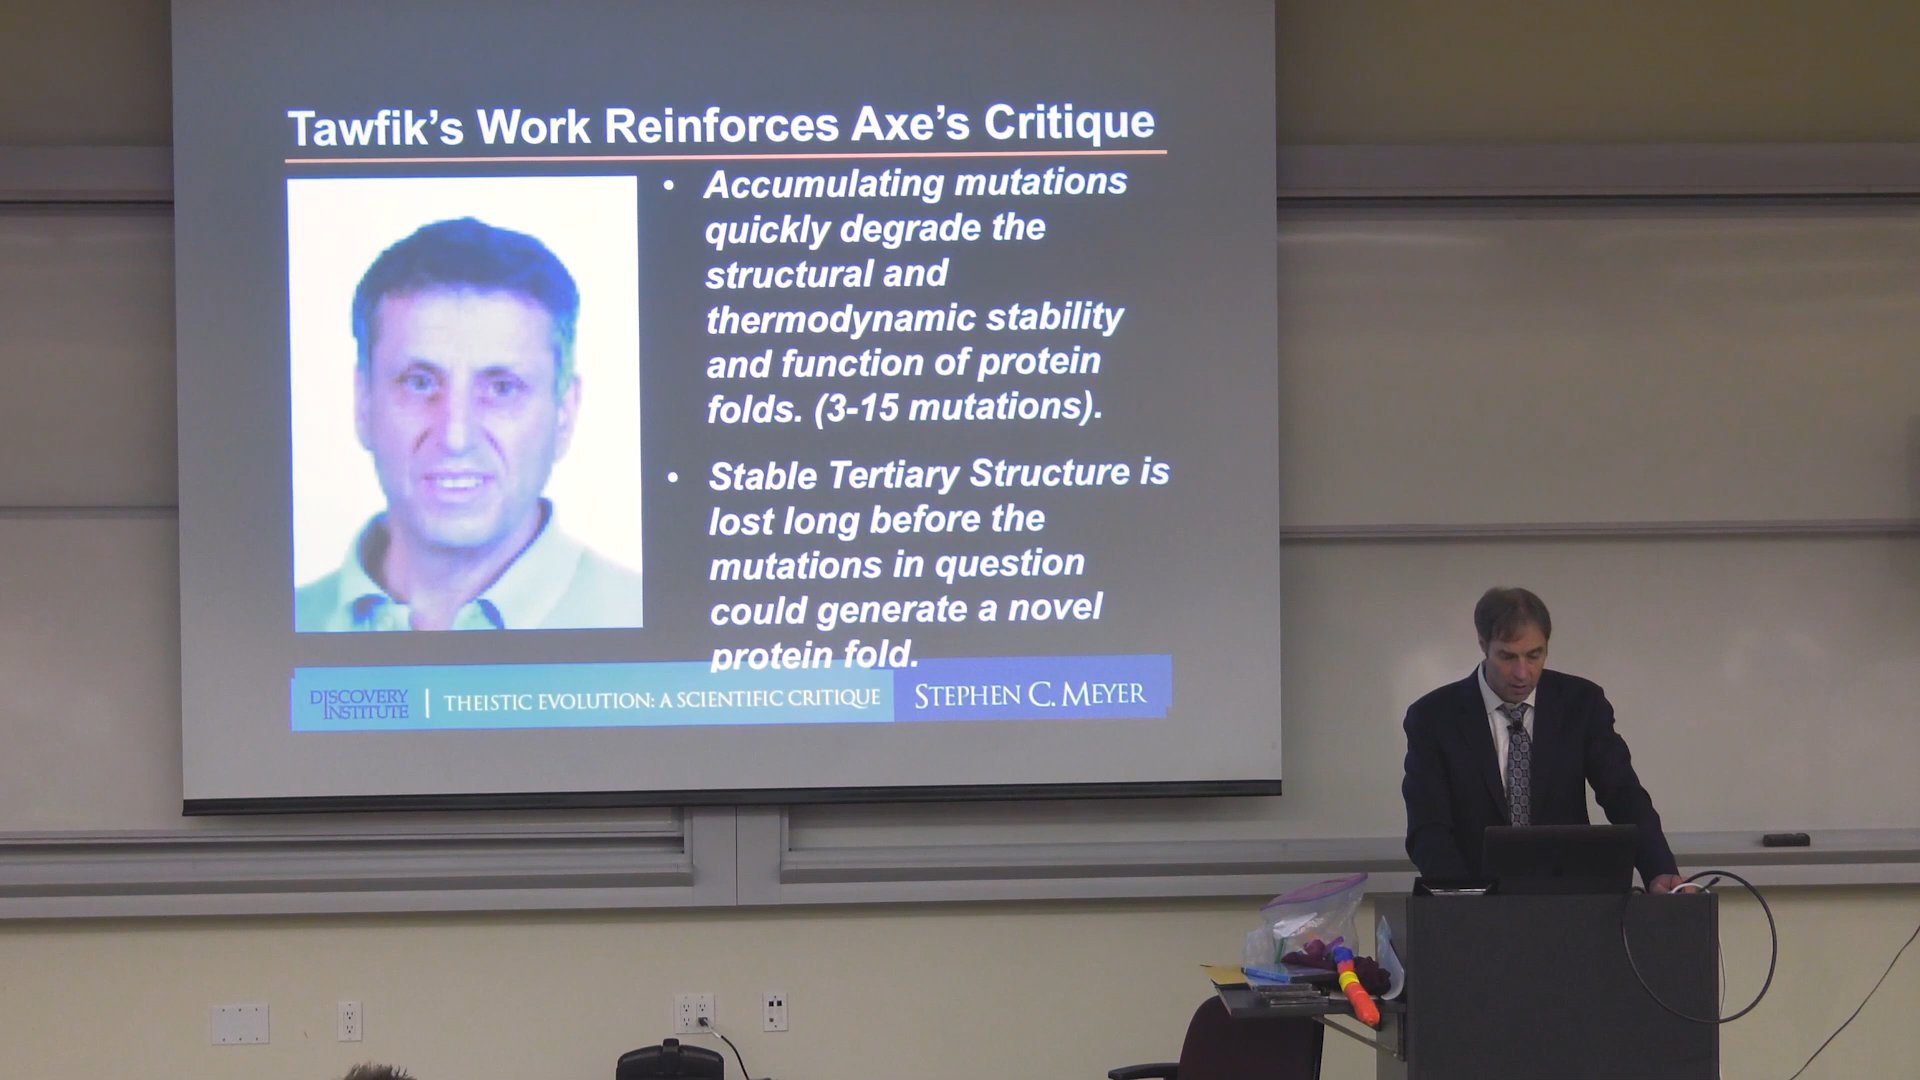 Tawfik's Work Reinforces Axe's Critique
• Accumulating mutations
quickly degrade the
structural and
thermodynamic stability
and function of protein
folds. (3-15 mutations).
• Stable Tertiary Structure is
lost long before the
mutations in question
could generate a novel
protein fold.
DISCOVERY
INSTITUTE
THEISTIC EVOLUTION: A SCIENTIFIC CRITIQUE
STEPHEN C. MEYER